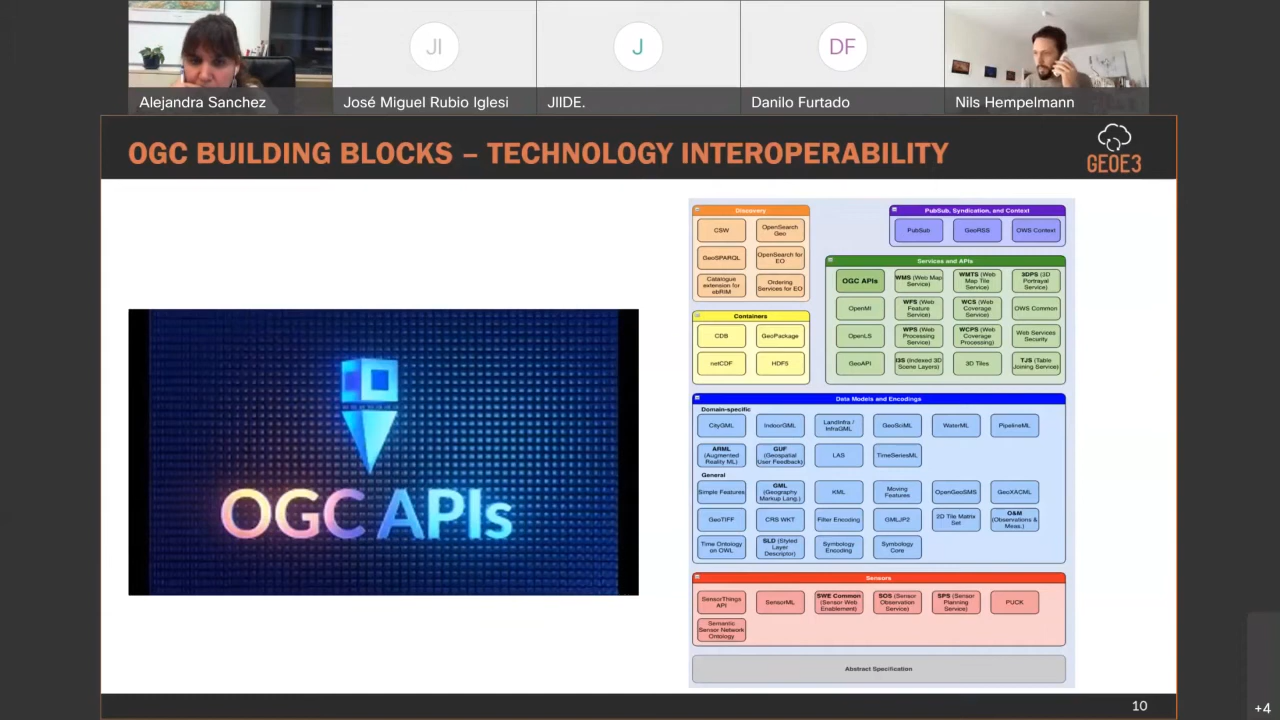 JI
J
DF
Alejandra Sanchez
José Miguel Rubio Iglesi
JIIDE.
Danilo Furtado
Nils Hempelmann
OGC BUILDING BLOCKS – TECHNOLOGY INTEROPERABILITY
GEOE3
OGC APIs
Discovery
CSW
OpenSearch
Geo
GeoSPARQL
OpenSearch for
EO
Catalogue
extension for
ebRIM
Ordering
Services for EO
PubSub, Syndication, and Context
PubSub
GeoRSS
OWS Context
Containers
CDB
GeoPackage
netCDF
HDF5
Services and APIs
OGC APIs
WMS (Web Map
Service)
WMTS (Web
Map Tile
Service)
3DPS (3D
Portrayal
Service)
OpenMI
WFS (Web
Feature
Service)
WCS (Web
Coverage
Service)
OWS Common
OpenLS
WPS (Web
Processing
Service)
WCPS (Web
Coverage
Processing)
Web Services
Security
GeoAPI
I3S (Indexed 3D
Scene Layers)
3D Tiles
TJS (Table
Joining Service)
Data Models and Encodings
Domain-specific
CityGML
IndoorGML
LandInfra /
InfraGML
GeoSciML
WaterML
PipelineML
ARML
(Augmented
Reality ML)
GUF
(Geospatial
User Feedback)
LAS
TimeSeriesML
General
Simple Features
GML
(Geography
Markup Lang.)
KML
Moving
Features
OpenGeoSMS
GeoXACML
GeoTIFF
CRS WKT
Filter Encoding
GMLJP2
2D Tile Matrix
Set
O&M
(Observations &
Meas.)
Time Ontology
on OWL
SLD (Styled
Layer
Descriptor)
Symbology
Encoding
Symbology
Core
Sensors
SensorThings
API
SensorML
SWE Common
(Sensor Web
Enablement)
SOS (Sensor
Observation
Service)
SPS (Sensor
Planning
Service)
PUCK
Semantic
Sensor Network
Ontology
Abstract Specification
10
+4